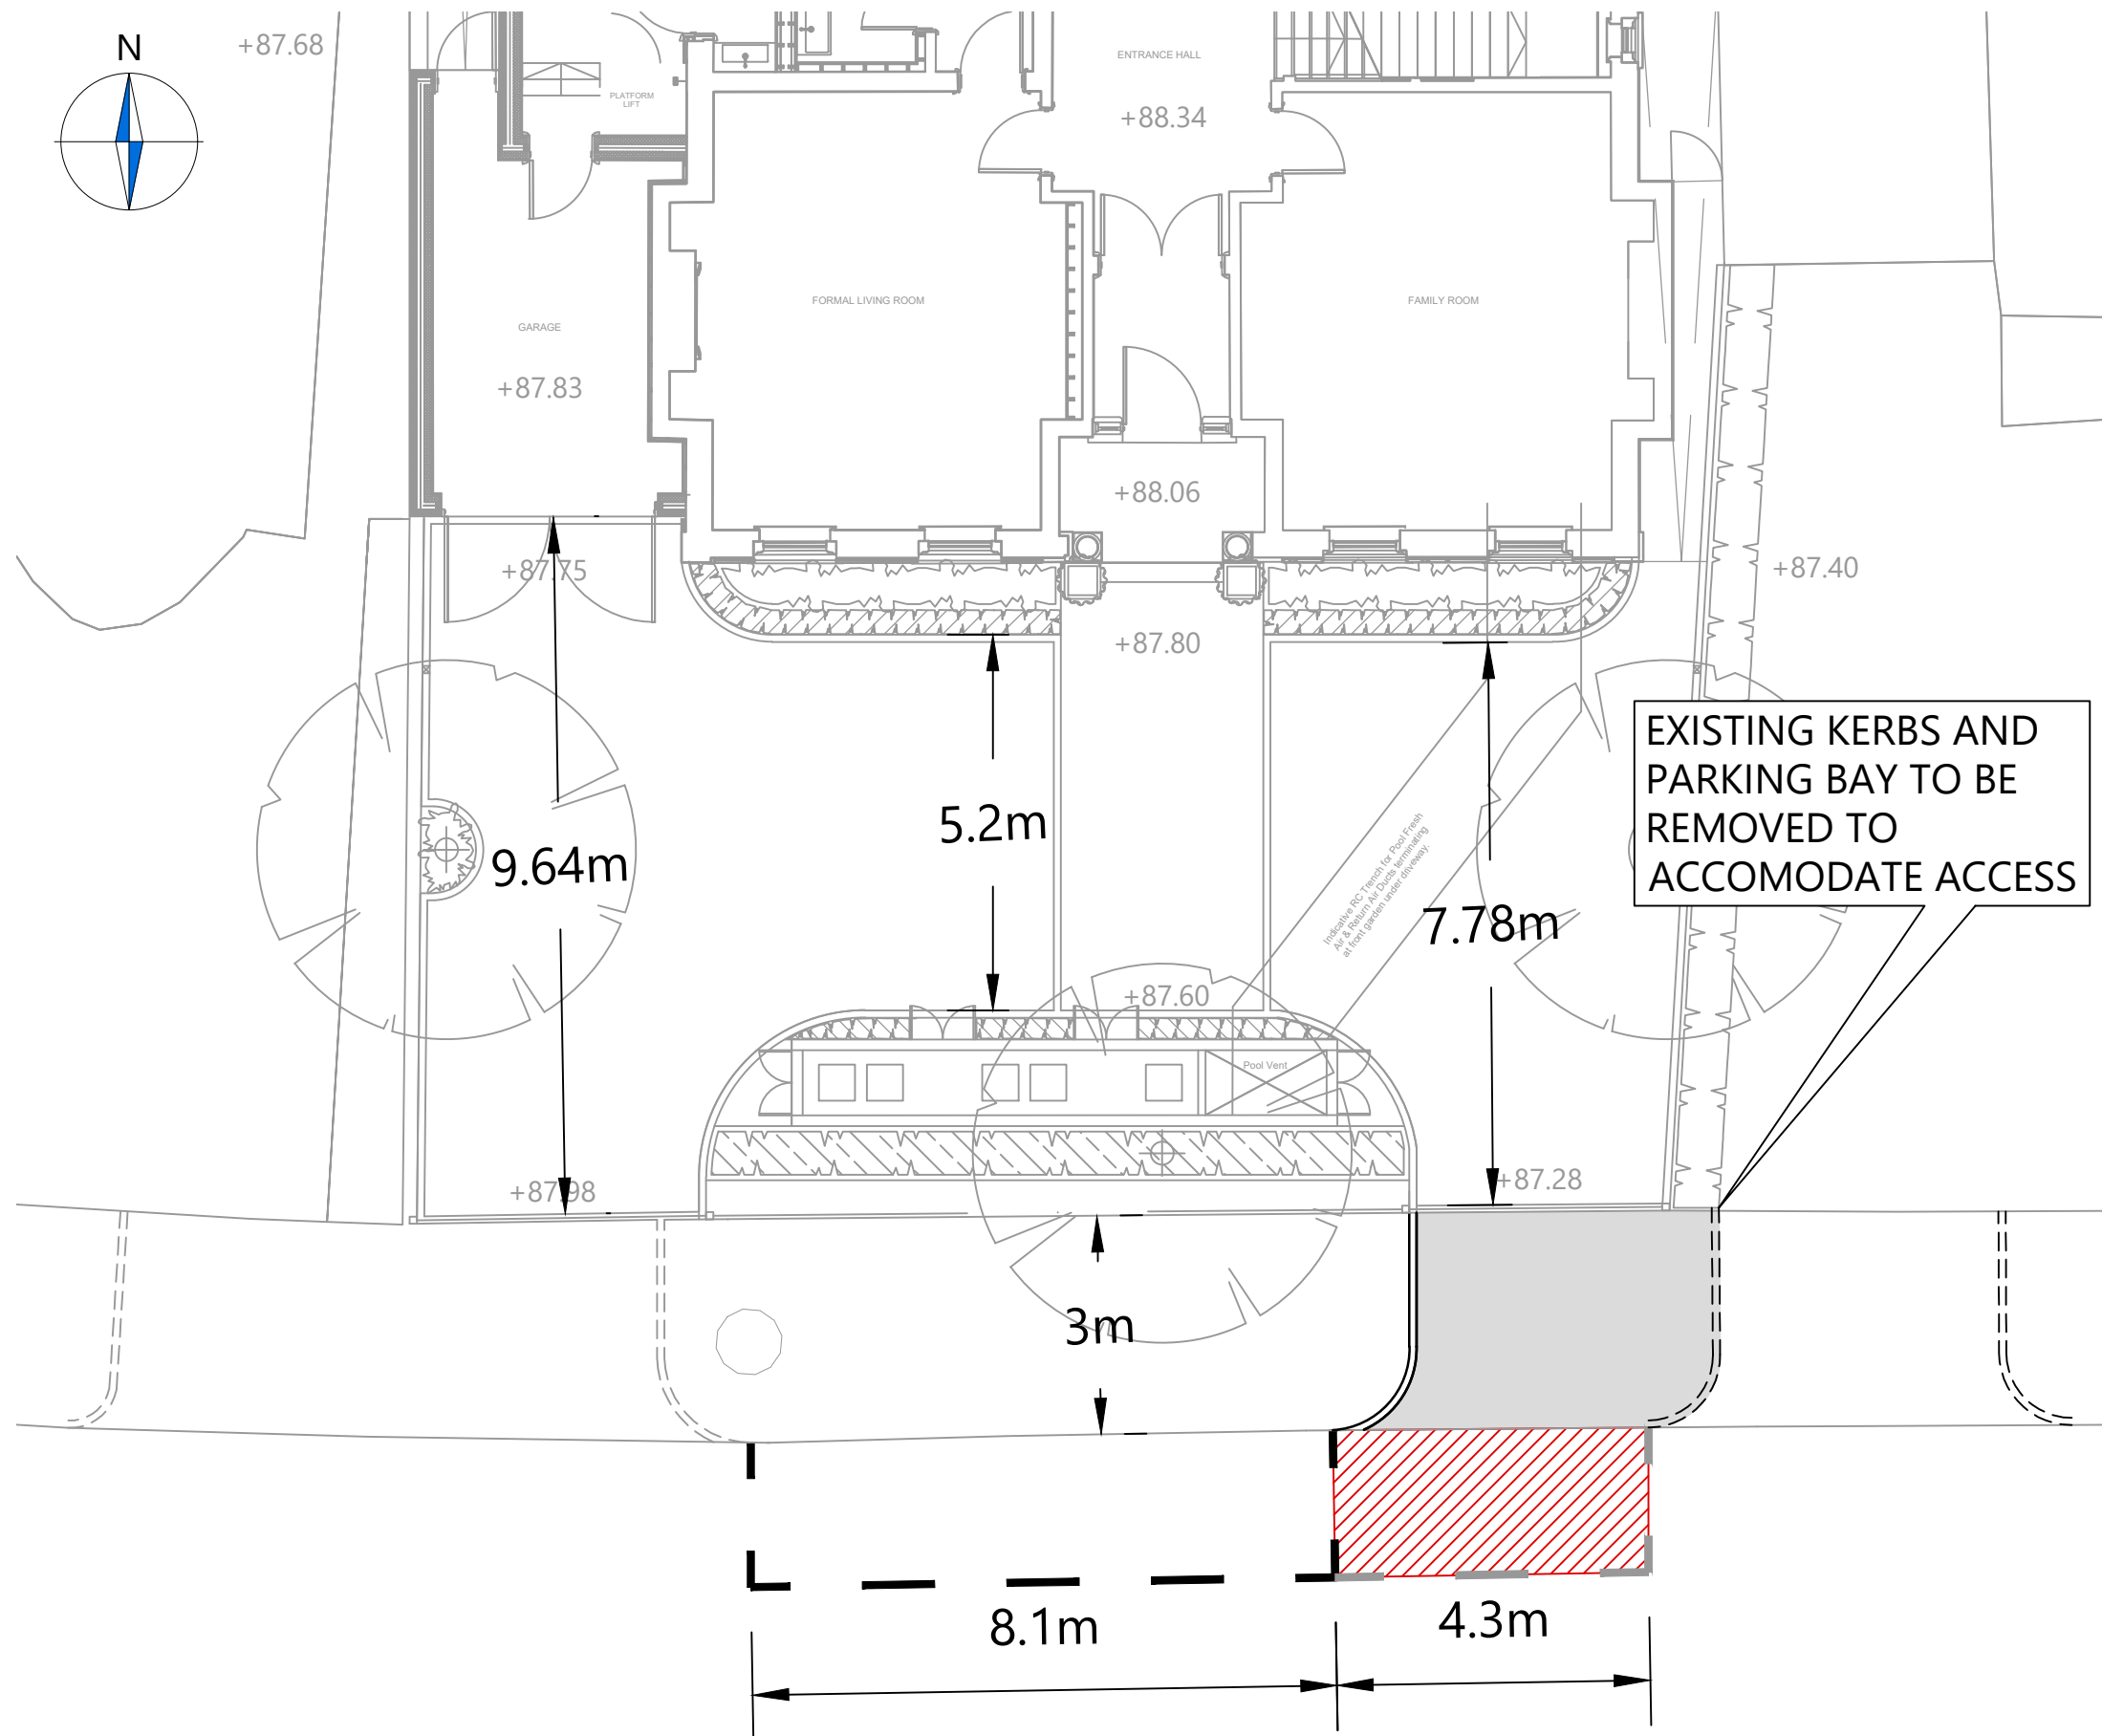 N
+87.68
ENTRANCE HALL
PLATFORM
LIFT
+88.34
FORMAL LIVING ROOM
FAMILY ROOM
GARAGE
+87.83
+88.06
+87.75
+87.40
+87.80
EXISTING KERBS AND
PARKING BAY TO BE
REMOVED TO
ACCOMODATE ACCESS
5.2m
9.64m
Indicative RC Trench for Pool Fresh
Air & Return Air Ducts terminating
at front garden under driveway.
7.78m
+87.60
Pool Vent
+87.98
+87.28
3m
8.1m
4.3m